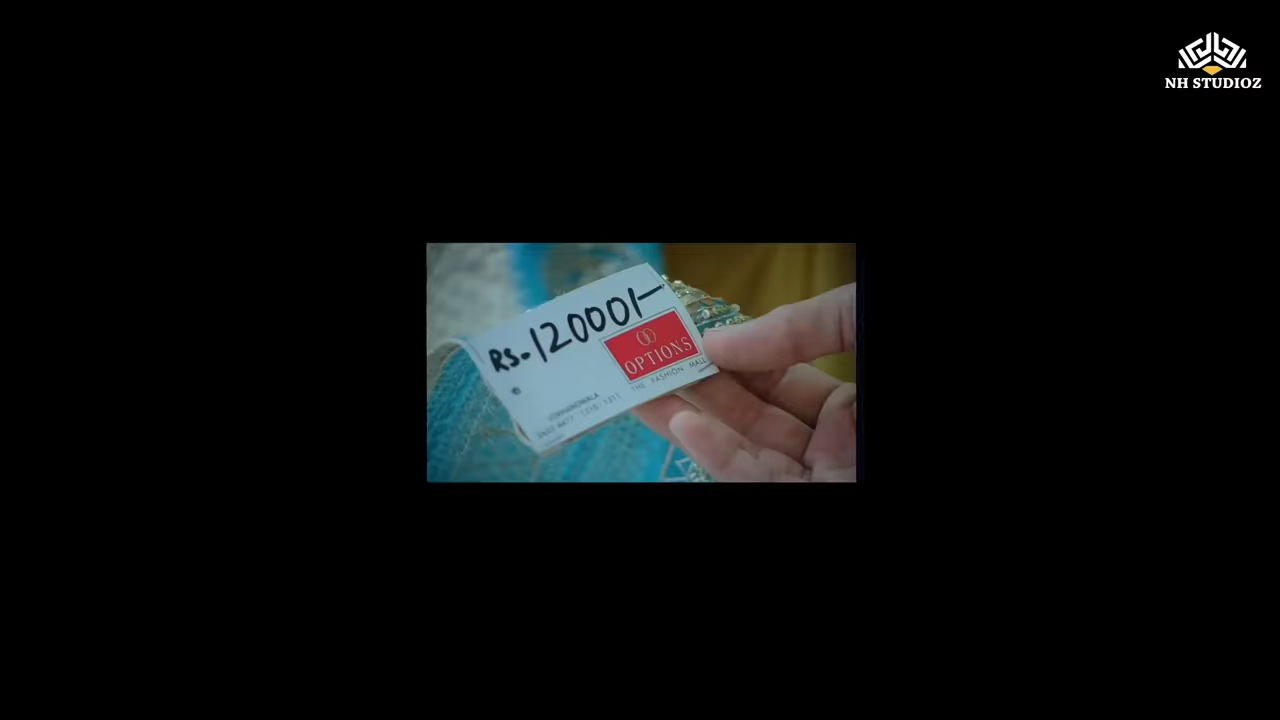 NH STUDIOZ
RS.12000/-
OPTIONS
THE FASHION MALL